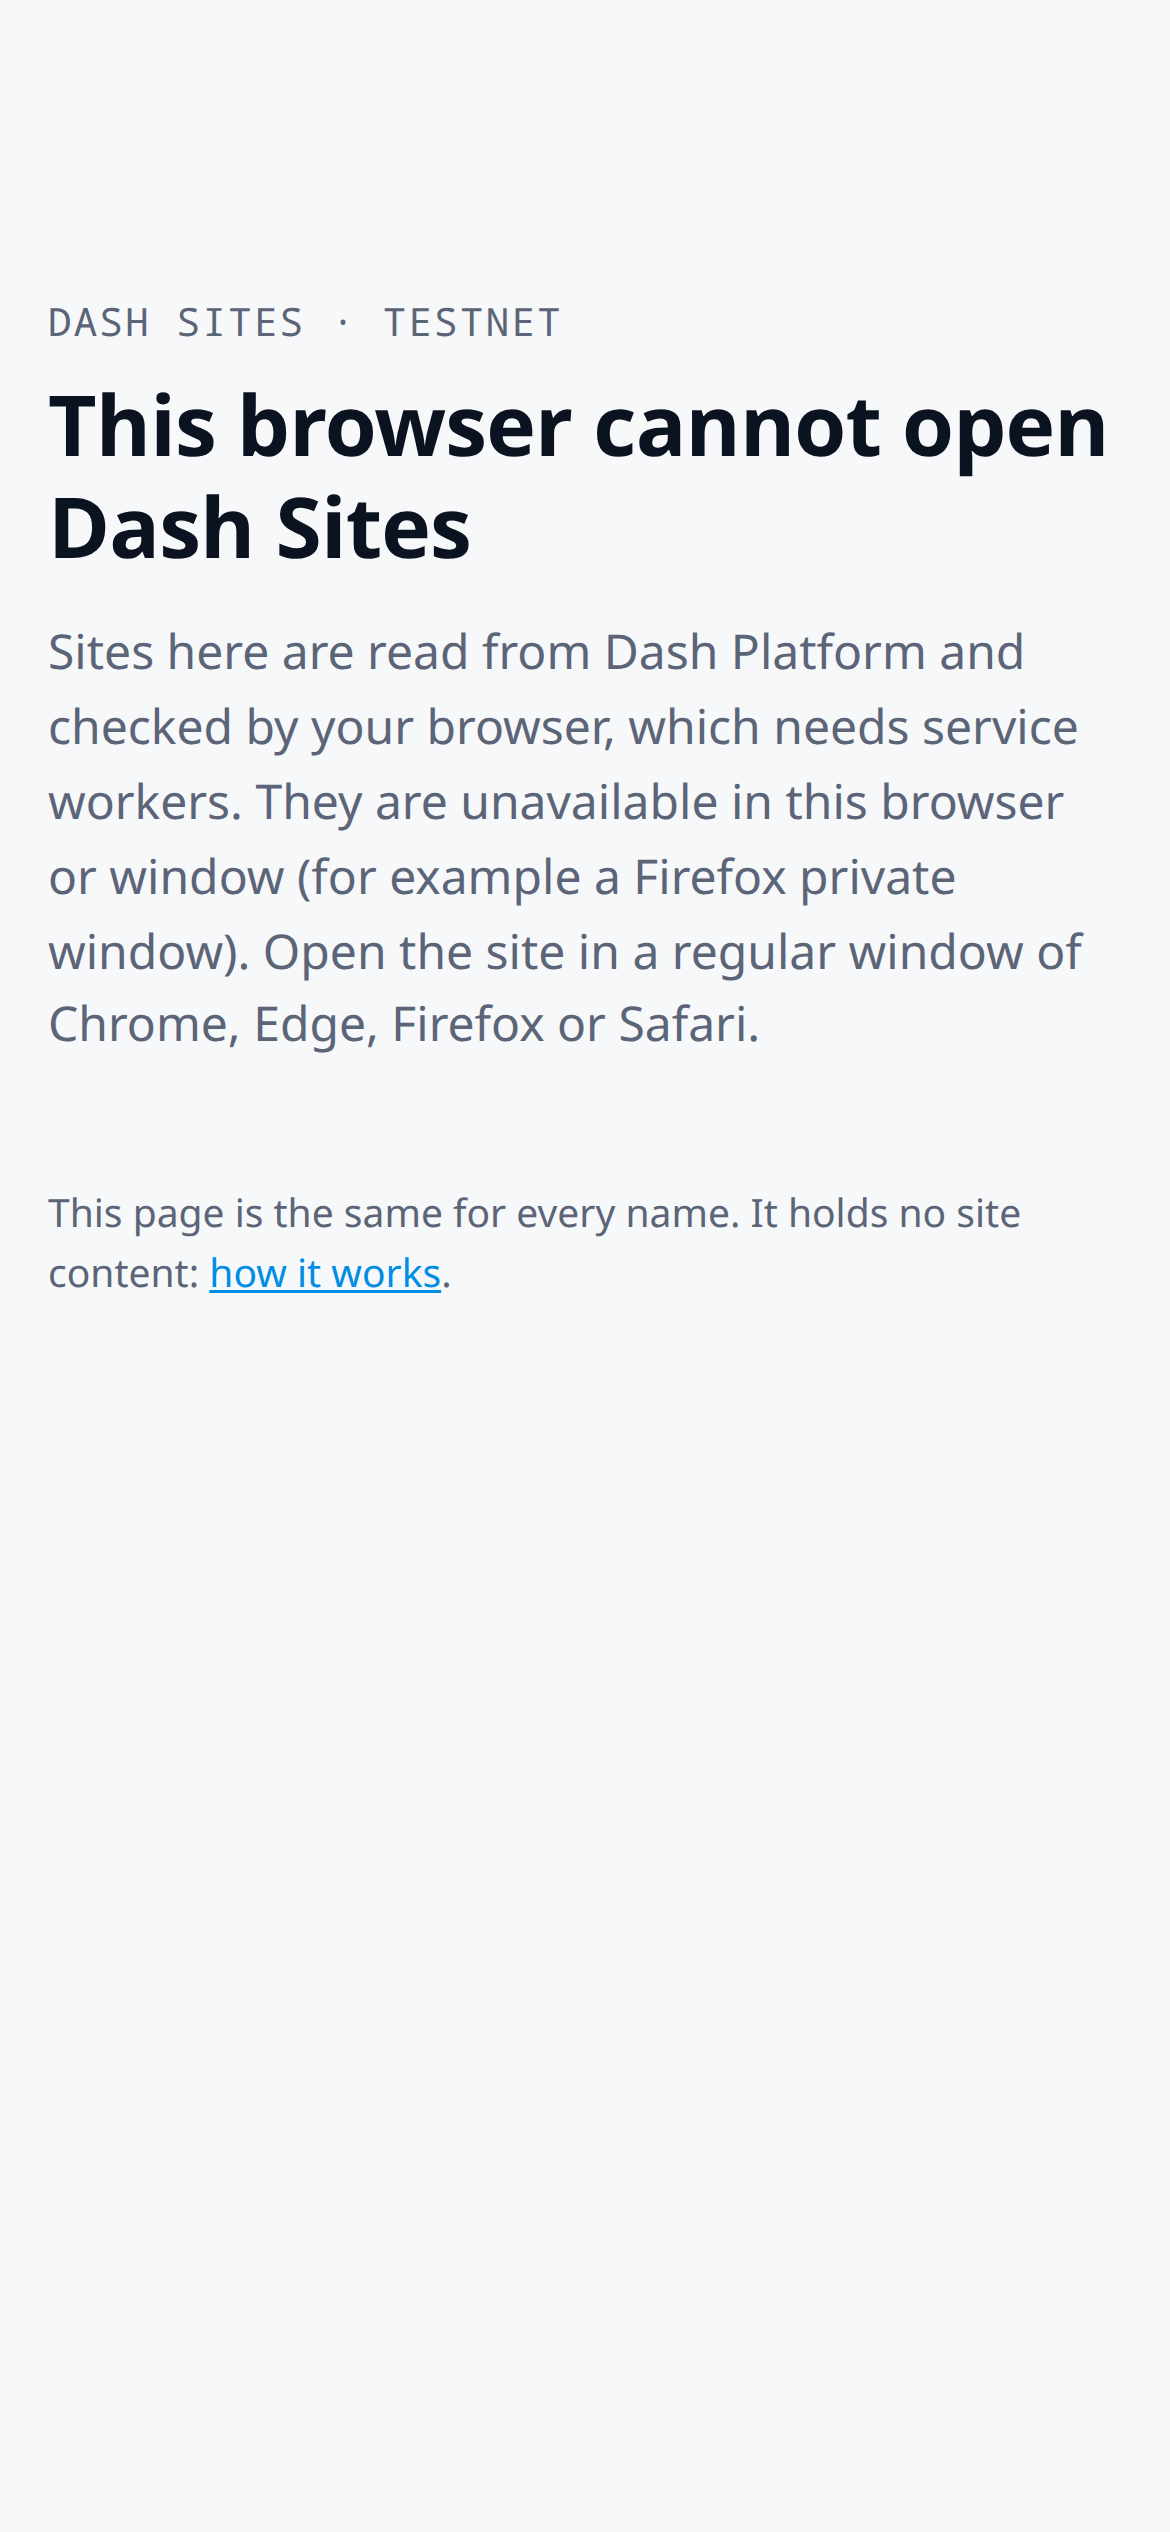 DASH SITES · TESTNET
This browser cannot open
Dash Sites
Sites here are read from Dash Platform and
checked by your browser, which needs service
workers. They are unavailable in this browser
or window (for example a Firefox private
window). Open the site in a regular window of
Chrome, Edge, Firefox or Safari.
This page is the same for every name. It holds no site
content: how it works.